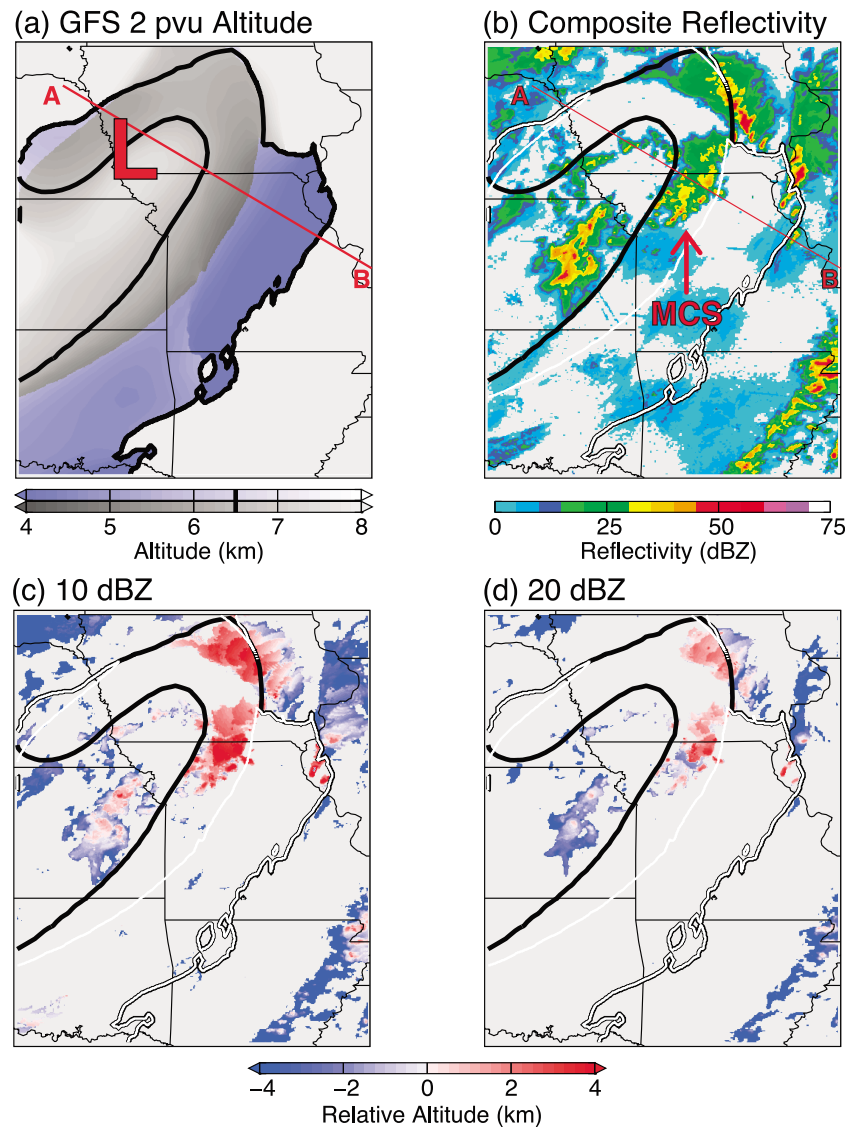 (a) GFS 2 pvu Altitude
A
L
B
4 5 6 7 8
Altitude (km)
(b) Composite Reflectivity
A
MCS
B
0 25 50 75
Reflectivity (dBZ)
(c) 10 dBZ
(d) 20 dBZ
−4 −2 0 2 4
Relative Altitude (km)